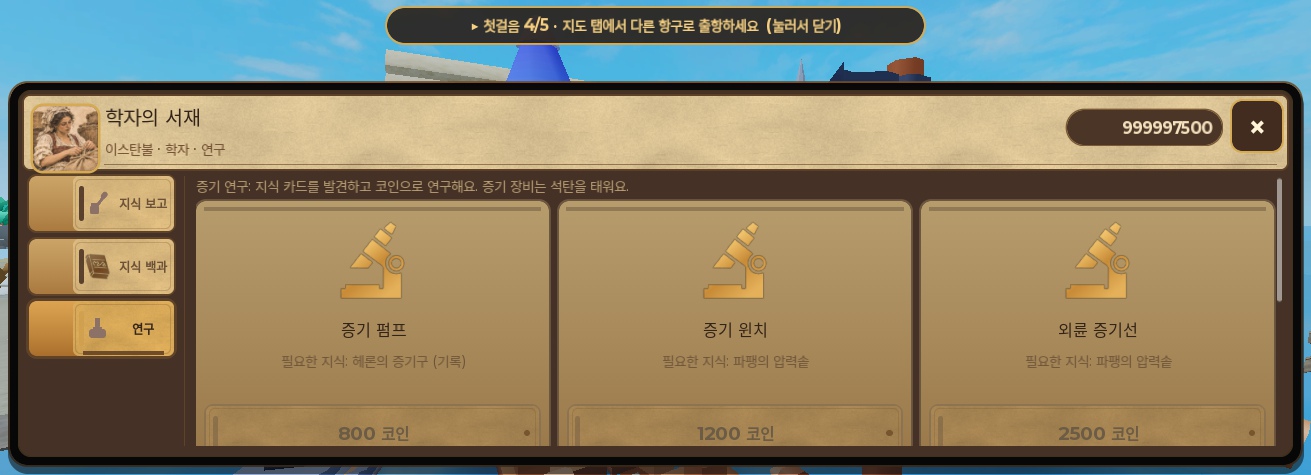 ▸ 첫걸음 4/5 · 지도 탭에서 다른 항구로 출항하세요 (눌러서 닫기)
학자의 서재
999997500
×
이스탄불 · 학자 · 연구
지식 보고
지식 백과
연구
증기 연구: 지식 카드를 발견하고 코인으로 연구해요. 증기 장비는 석탄을 태워요.
증기 펌프
필요한 지식: 헤론의 증기구 (기록)
800 코인
증기 윈치
필요한 지식: 파팽의 압력솥
1200 코인
외륜 증기선
필요한 지식: 파팽의 압력솥
2500 코인